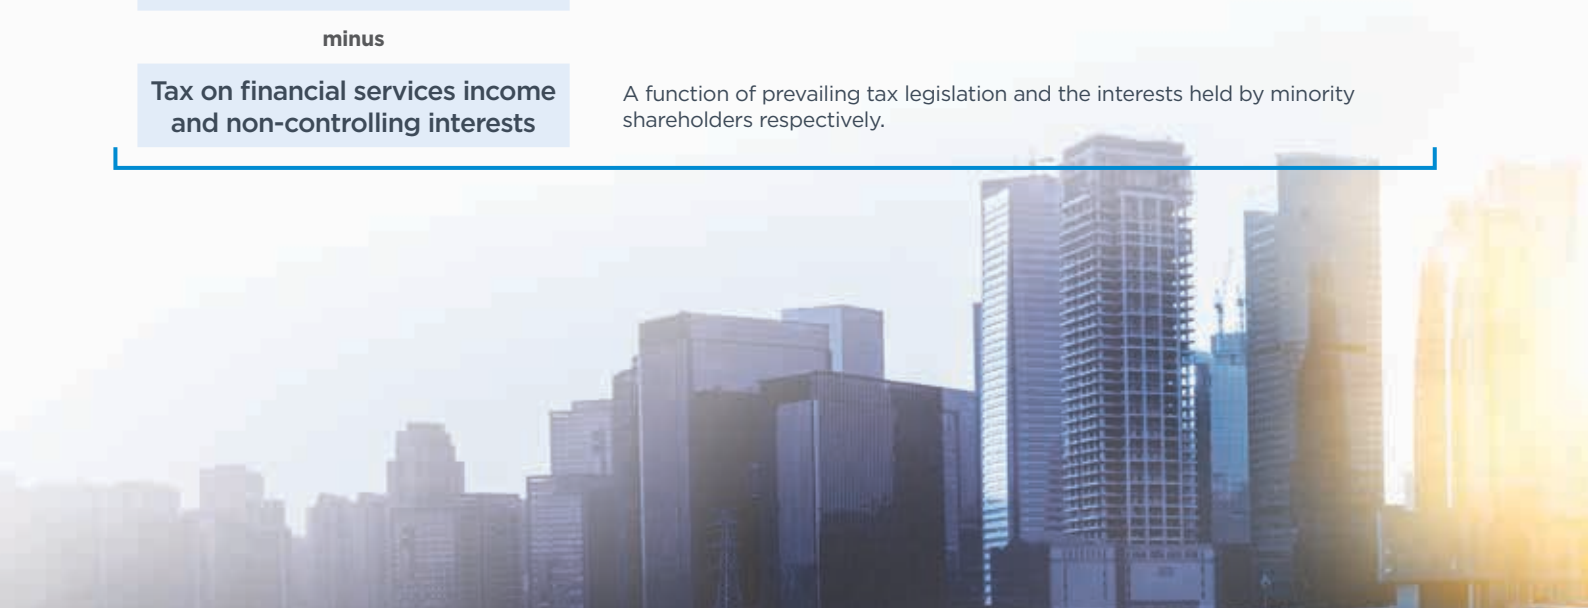 minus
Tax on financial services income
and non-controlling interests
A function of prevailing tax legislation and the interests held by minority
shareholders respectively.